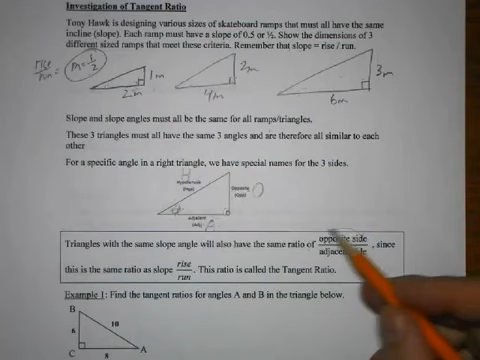 Investigation of Tangent Ratio
Tony Hawk is designing various sizes of skateboard ramps that must all have the same
incline (slope). Each ramp must have a slope of 0.5 or ½. Show the dimensions of 3
different sized ramps that meet these criteria. Remember that slope = rise / run.
rise
run = m = 1/2
1m
2m
2m
4m
3m
6m
Slope and slope angles must all be the same for all ramps/triangles.
These 3 triangles must all have the same 3 angles and are therefore all similar to each
other
For a specific angle in a right triangle, we have special names for the 3 sides.
H
Hypotenuse
(Hyp)
Opposite
(Opp)
O
Adjacent
(Adj)
A
Triangles with the same slope angle will also have the same ratio of opposite side / adjacent side, since
this is the same ratio as slope rise / run. This ratio is called the Tangent Ratio.
Example 1: Find the tangent ratios for angles A and B in the triangle below.
B
6
10
C
8
A